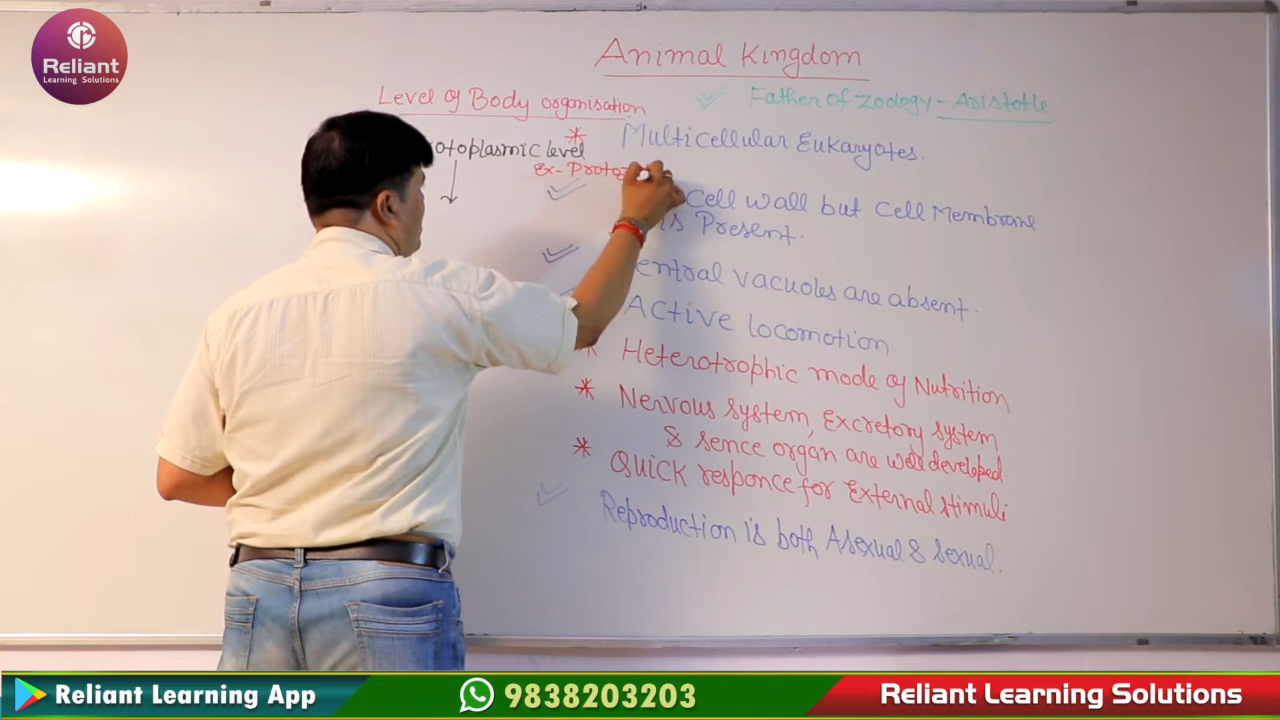 Reliant
Learning Solutions
Animal Kingdom
Level of Body organisation
Father of Zoology - Aristotle
otoplasmic level
Ex- Protoz
* Multicellular Eukaryotes.
cell wall but cell Membrane
is Present.
entral vacuoles are absent.
Active locomotion
* Heterotrophic mode of Nutrition
* Nervous system, Excretory system
& sence organ are well developed.
* Quick responce for External stimuli
Reproduction is both Asexual & sexual.
Reliant Learning App
9838203203
Reliant Learning Solutions